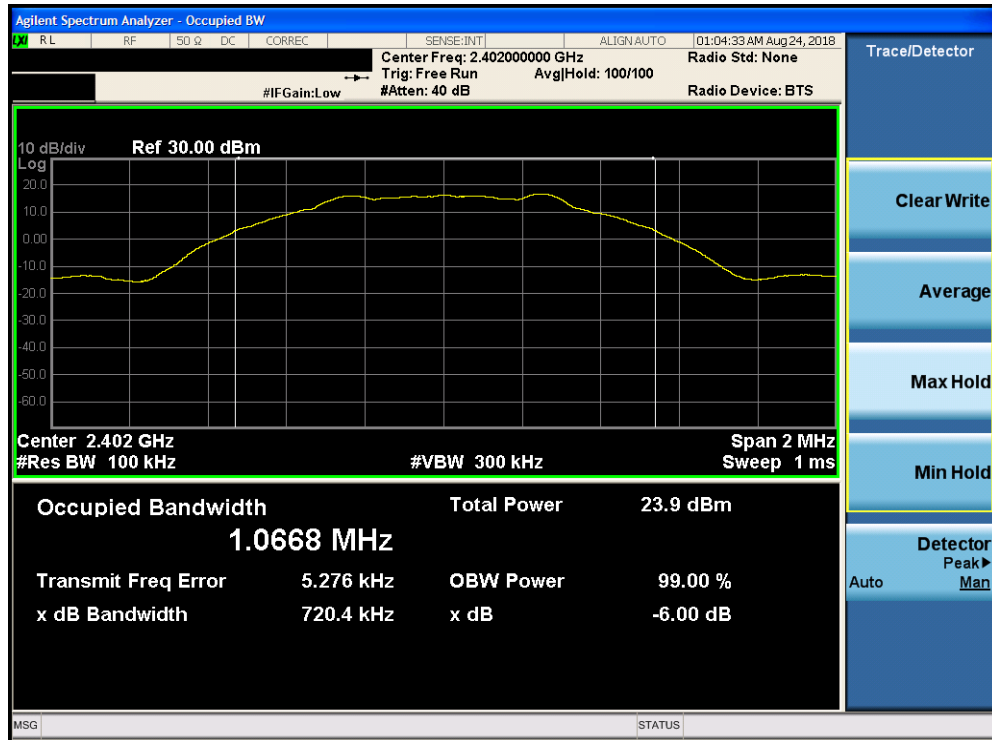 Agilent Spectrum Analyzer - Occupied BW
LXI RL RF 50 Ω DC CORREC SENSE:INT ALIGN AUTO 01:04:33 AM Aug 24, 2018
Center Freq: 2.402000000 GHz Radio Std: None
Trig: Free Run Avg|Hold: 100/100
#IFGain:Low #Atten: 40 dB Radio Device: BTS
10 dB/div Ref 30.00 dBm
Log
20.0
10.0
0.00
-10.0
-20.0
-30.0
-40.0
-50.0
-60.0
Center 2.402 GHz Span 2 MHz
#Res BW 100 kHz #VBW 300 kHz Sweep 1 ms
Occupied Bandwidth Total Power 23.9 dBm
1.0668 MHz
Transmit Freq Error 5.276 kHz OBW Power 99.00 %
x dB Bandwidth 720.4 kHz x dB -6.00 dB
MSG STATUS
Trace/Detector
Clear Write
Average
Max Hold
Min Hold
Detector
Peak▶
Auto Man